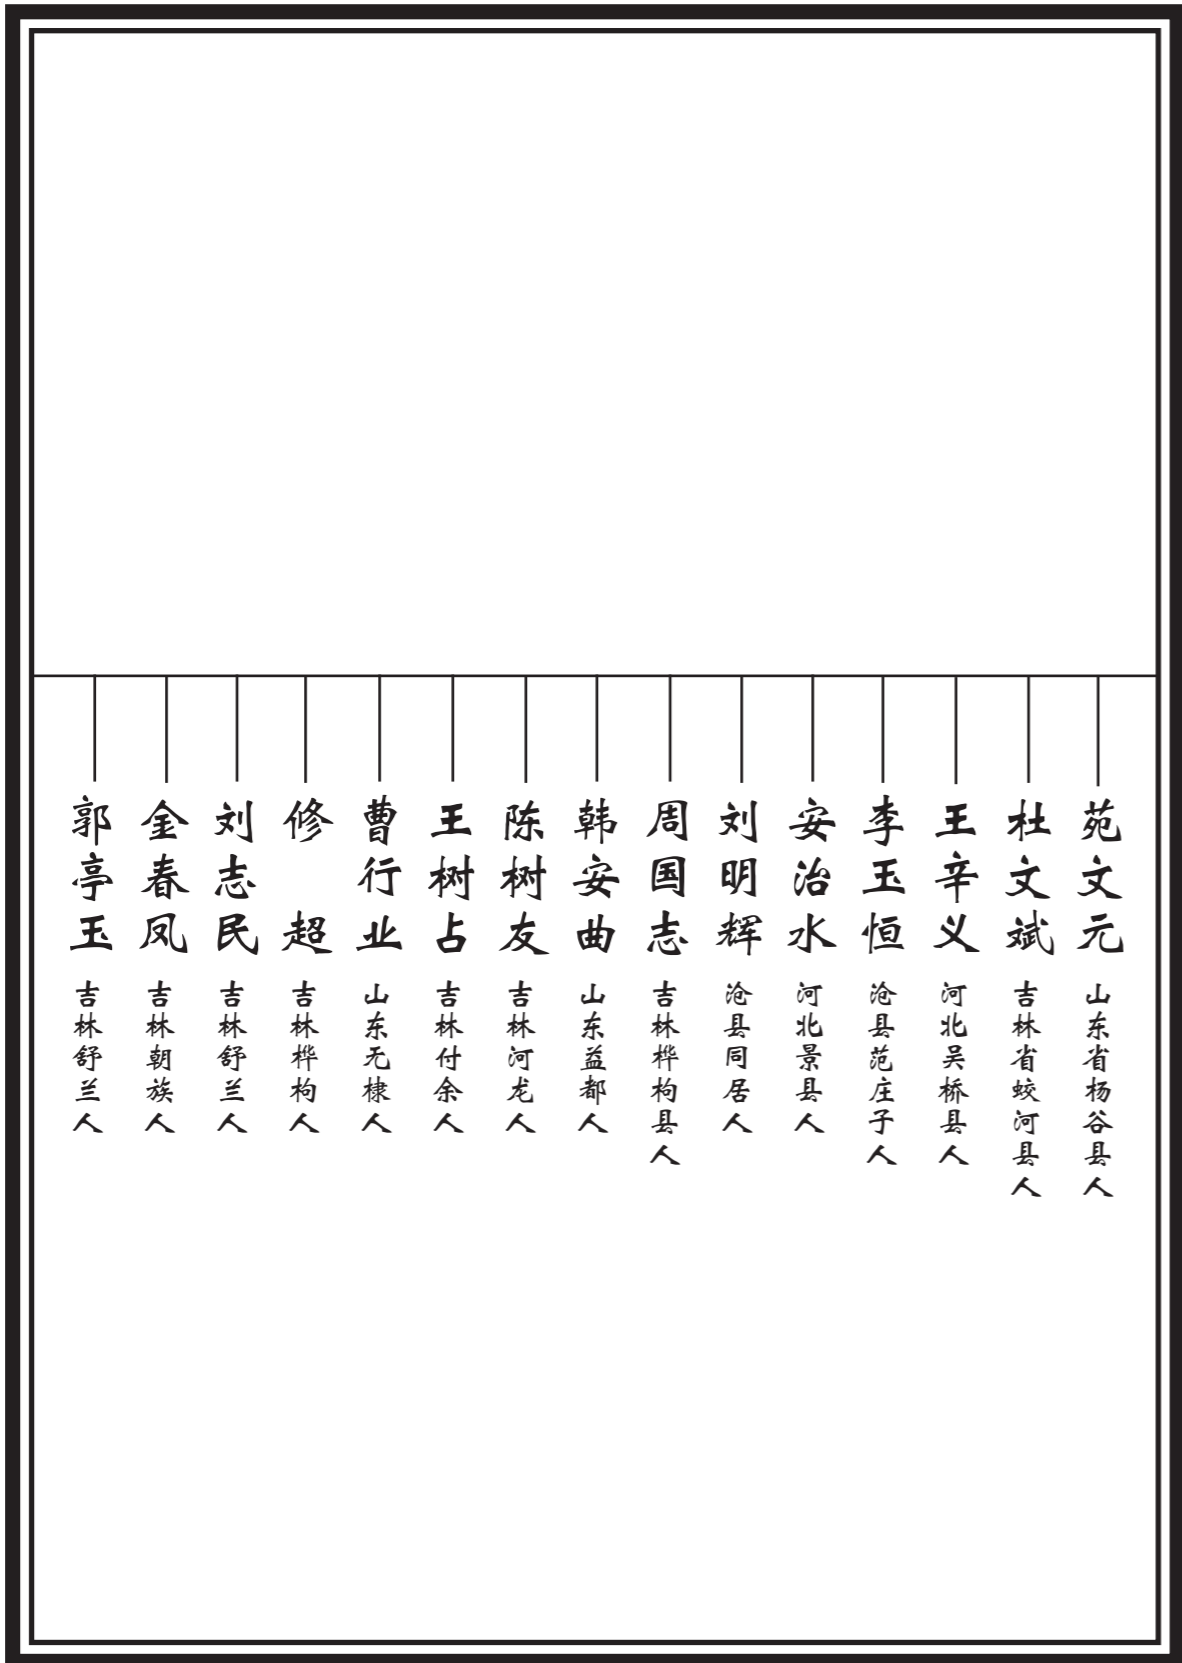 苑文元 山东省杨谷县人
杜文斌 吉林省蛟河县人
王辛义 河北吴桥县人
李玉恒 沧县范庄子人
安治水 河北景县人
刘明辉 沧县同居人
周国志 吉林桦枸县人
韩安曲 山东益都人
陈树友 吉林河龙人
王树占 吉林付余人
曹行业 山东无棣人
修超 吉林桦枸人
刘志民 吉林舒兰人
金春凤 吉林朝族人
郭亭玉 吉林舒兰人